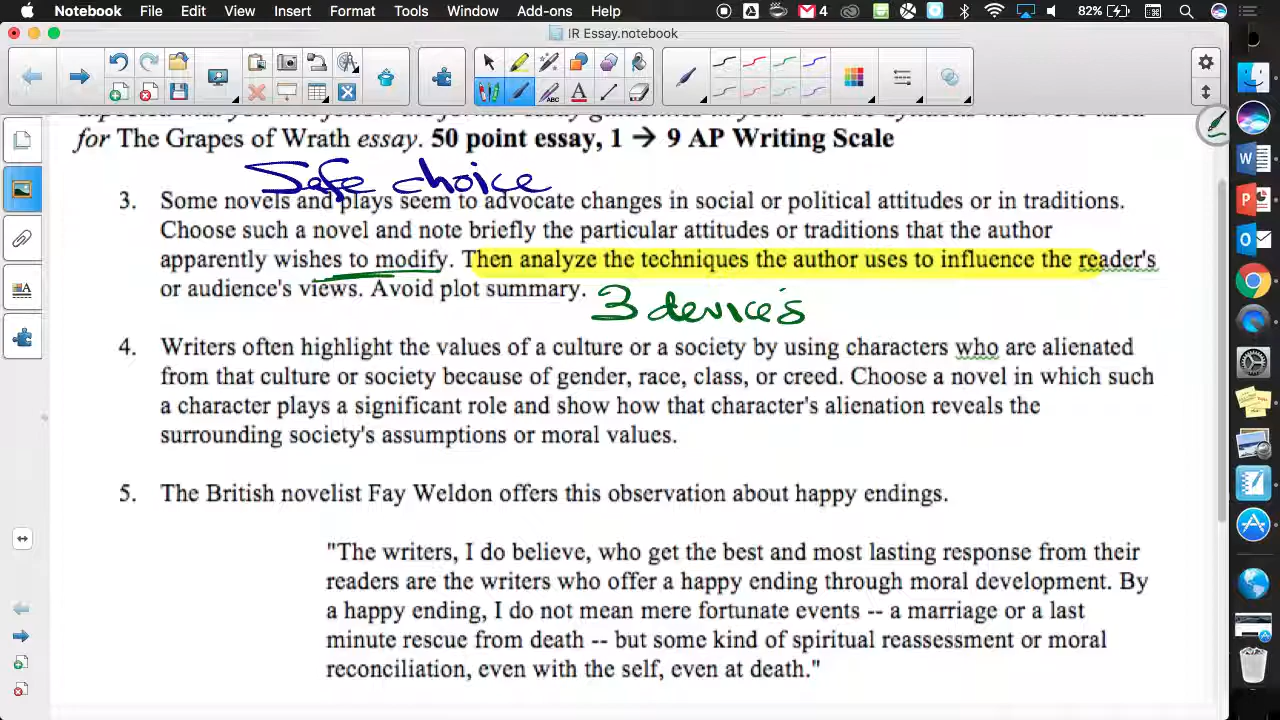 Notebook File Edit View Insert Format Tools Window Add-ons Help 4 82%
IR Essay.notebook
for The Grapes of Wrath essay. 50 point essay, 1 → 9 AP Writing Scale
Safe choice
3. Some novels and plays seem to advocate changes in social or political attitudes or in traditions.
Choose such a novel and note briefly the particular attitudes or traditions that the author
apparently wishes to modify. Then analyze the techniques the author uses to influence the reader's
or audience's views. Avoid plot summary.
3 device's
4. Writers often highlight the values of a culture or a society by using characters who are alienated
from that culture or society because of gender, race, class, or creed. Choose a novel in which such
a character plays a significant role and show how that character's alienation reveals the
surrounding society's assumptions or moral values.
5. The British novelist Fay Weldon offers this observation about happy endings.
"The writers, I do believe, who get the best and most lasting response from their
readers are the writers who offer a happy ending through moral development. By
a happy ending, I do not mean mere fortunate events -- a marriage or a last
minute rescue from death -- but some kind of spiritual reassessment or moral
reconciliation, even with the self, even at death."